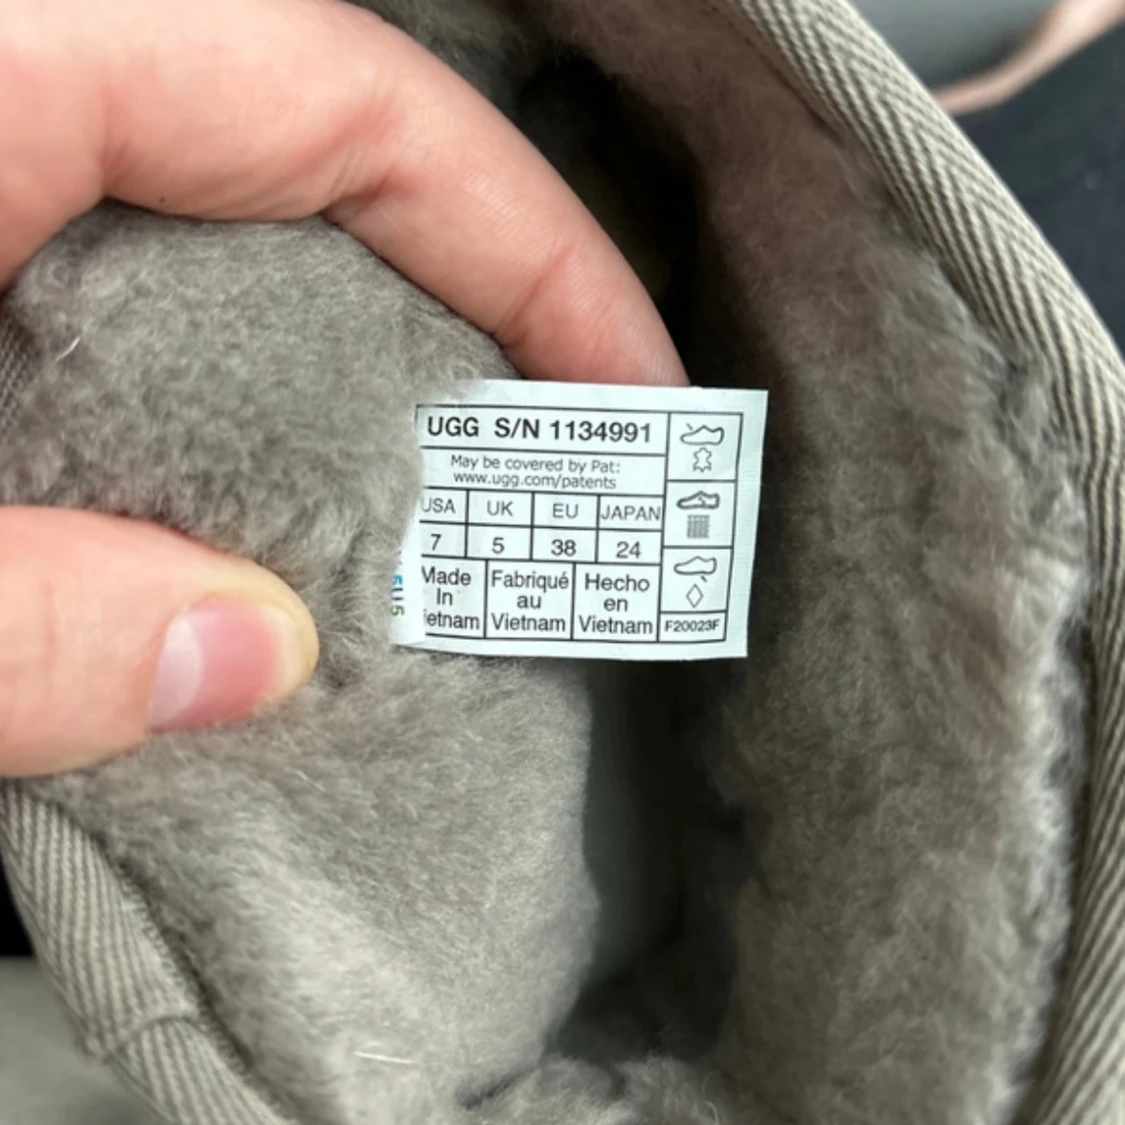 UGG S/N 1134991
May be covered by Pat:
www.ugg.com/patents
USA UK EU JAPAN
7 5 38 24
Made Fabriqué Hecho
In au en
ietnam Vietnam Vietnam
F20023F